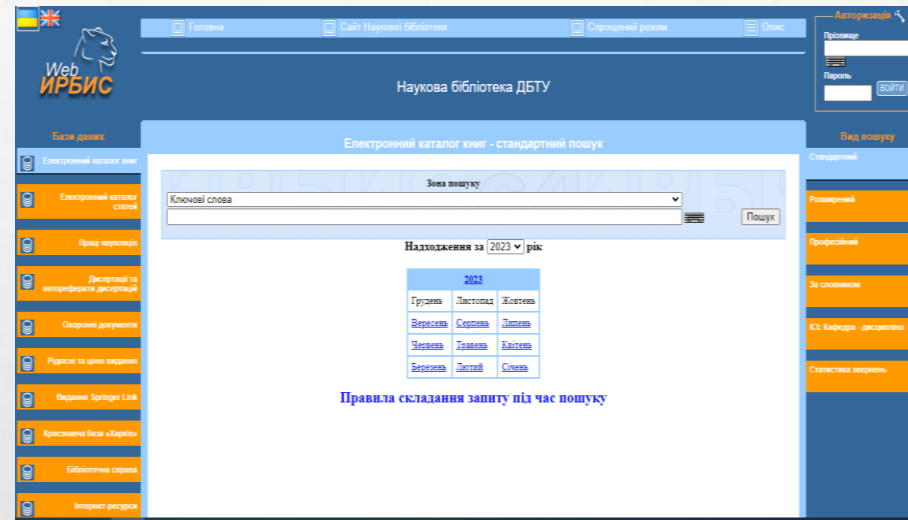 Головна
Сайт Наукової бібліотеки
Спрощений режим
Опис
Авторизація
Прізвище
Пароль
ВОЙТИ
Web
ИРБИС
Наукова бібліотека ДБТУ
Бази даних
Електронний каталог книг
Електронний каталог
статей
Праці науковців
Дисертації та
автореферати дисертацій
Охоронні документи
Рідкісні та цінні видання
Видання Springer Link
Краєзнавча база «Харків»
Бібліотечна справа
Інтернет-ресурси
Електронний каталог книг - стандартний пошук
Зона пошуку
Ключові слова
Пошук
Надходження за 2023 рік
2023
Грудень Листопад Жовтень
Вересень Серпень Липень
Червень Травень Квітень
Березень Лютий Січень
Правила складання запиту під час пошуку
Вид пошуку
Стандартний
Розширений
Професійний
За словником
КЗ: Кафедра - дисципліна
Статистика звернень